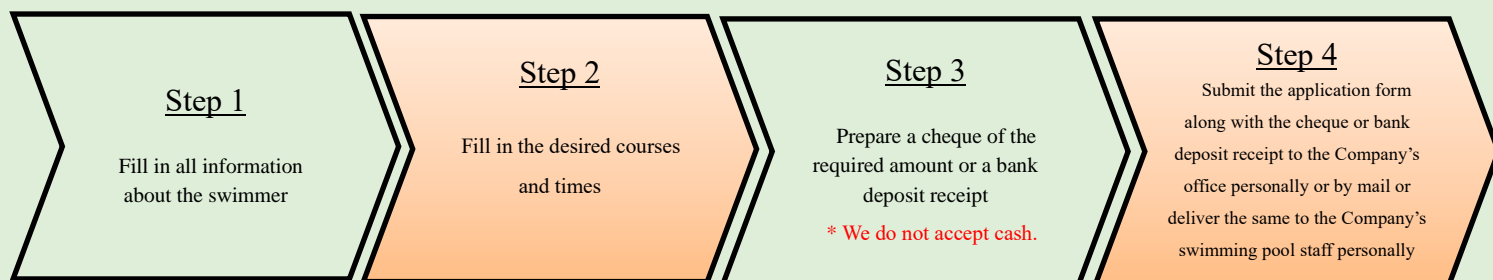 Step 1
Fill in all information
about the swimmer
Step 2
Fill in the desired courses
and times
Step 3
Prepare a cheque of the
required amount or a bank
deposit receipt
* We do not accept cash.
Step 4
Submit the application form
along with the cheque or bank
deposit receipt to the Company’s
office personally or by mail or
deliver the same to the Company’s
swimming pool staff personally